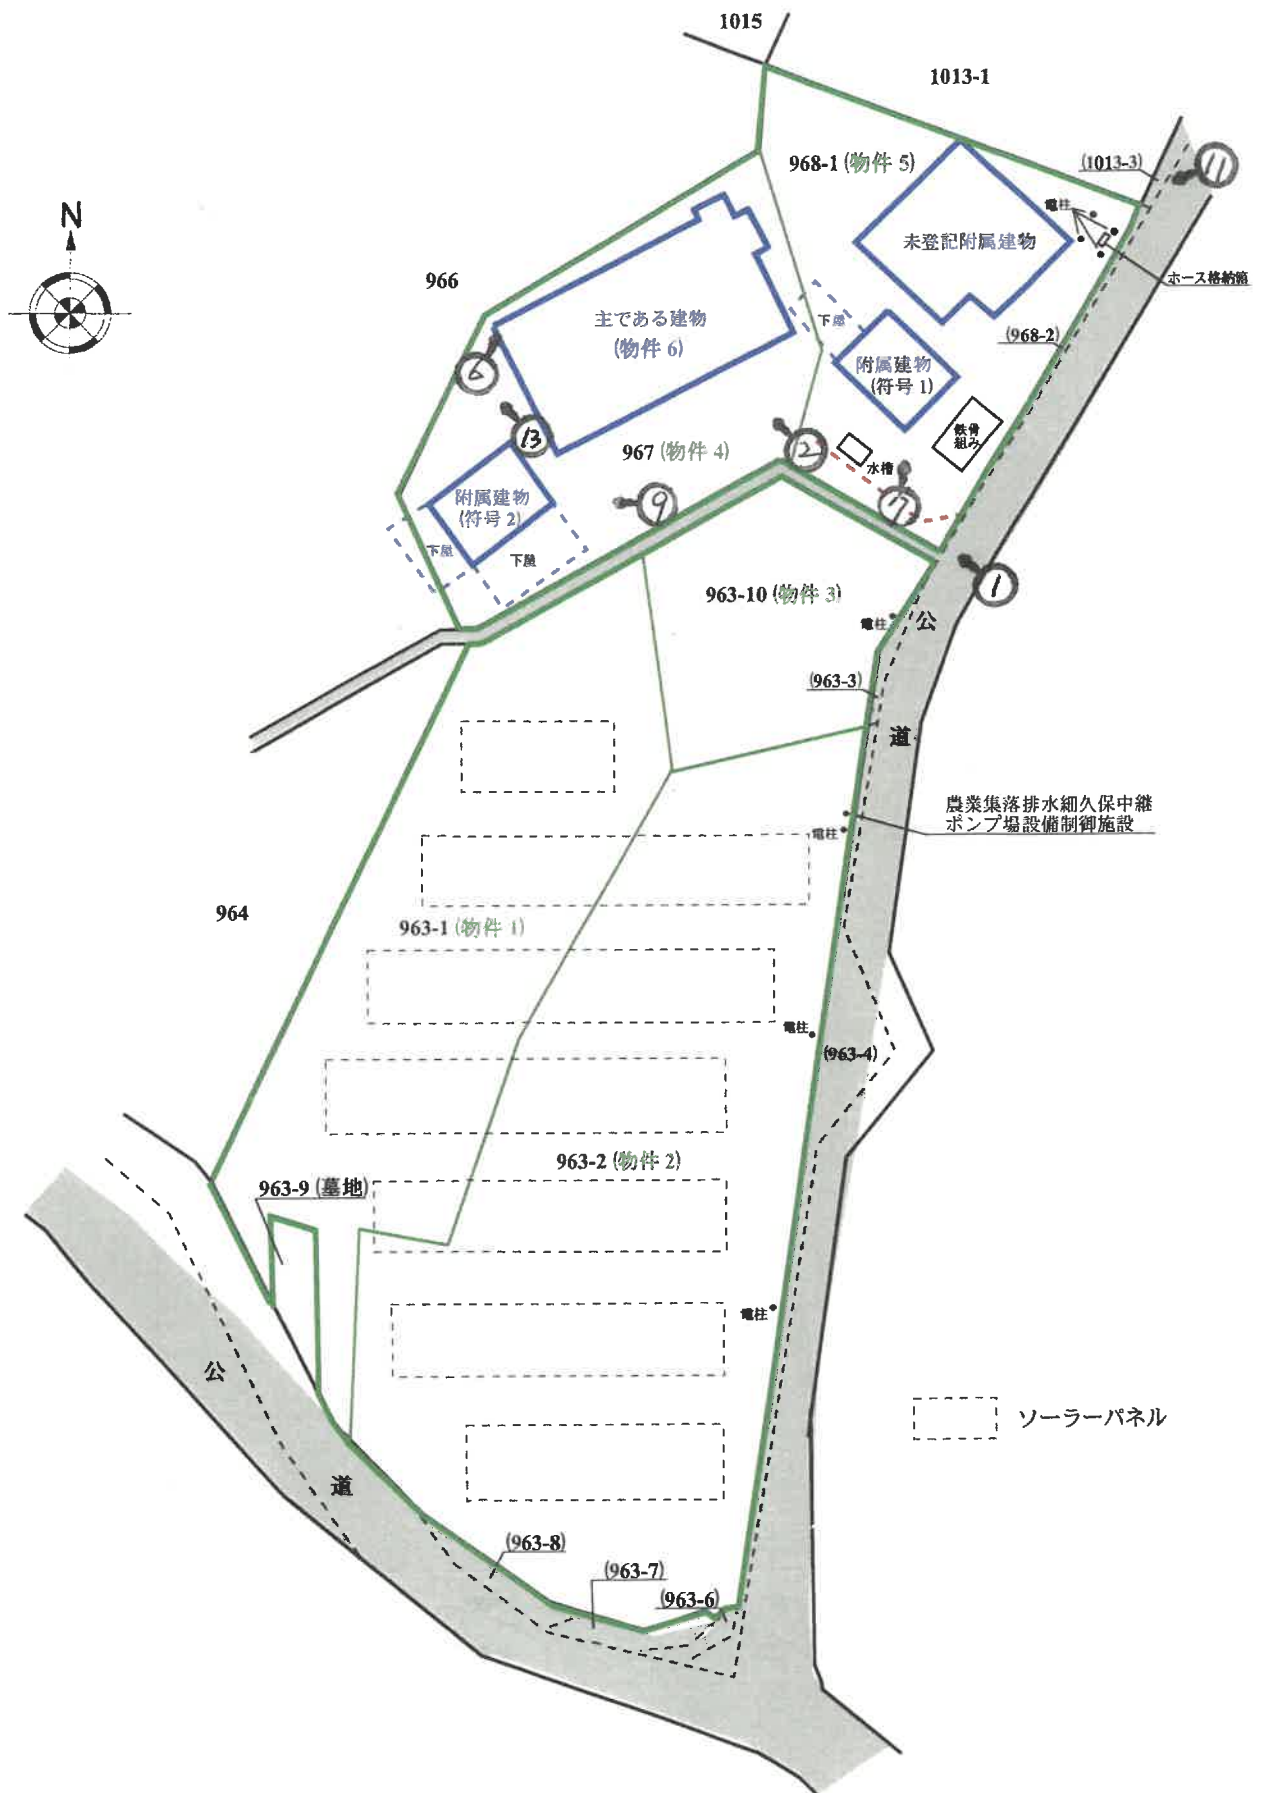 1015
1013-1
968-1 (物件 5)
(1013-3)
11
電柱
未登記附属建物
ホース格納箱
N
966
主である建物
(物件 6)
下屋
(968-2)
附属建物
(符号 1)
6
13
鉄骨
組み
967 (物件 4)
12
水槽
附属建物
(符号 2)
9
17
下屋
下屋
1
963-10 (物件 3)
電柱
公
(963-3)
道
農業集落排水細久保中継
ポンプ場設備制御施設
電柱
964
963-1 (物件 1)
電柱
(963-4)
963-2 (物件 2)
963-9 (墓地)
電柱
公
ソーラーパネル
道
(963-8)
(963-7)
(963-6)